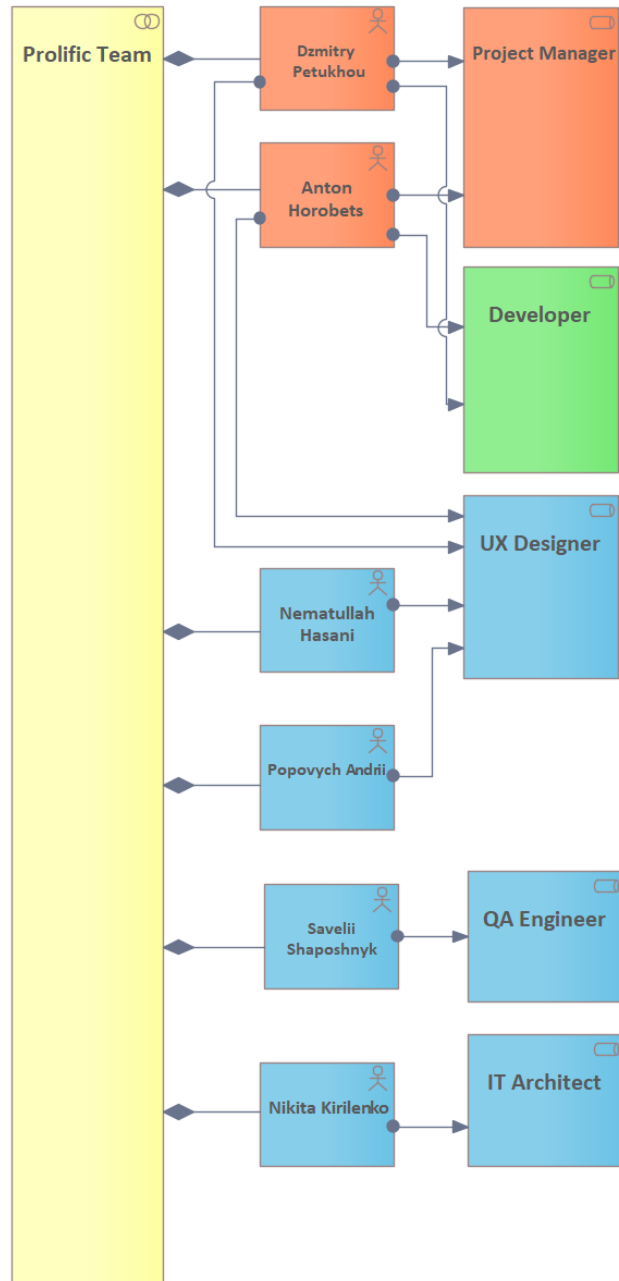 Prolific Team
Dzmitry
Petukhou
Project Manager
Anton
Horobets
Developer
UX Designer
Nematullah
Hasani
Popovych Andrii
Savelii
Shaposhnyk
QA Engineer
Nikita Kirilenko
IT Architect